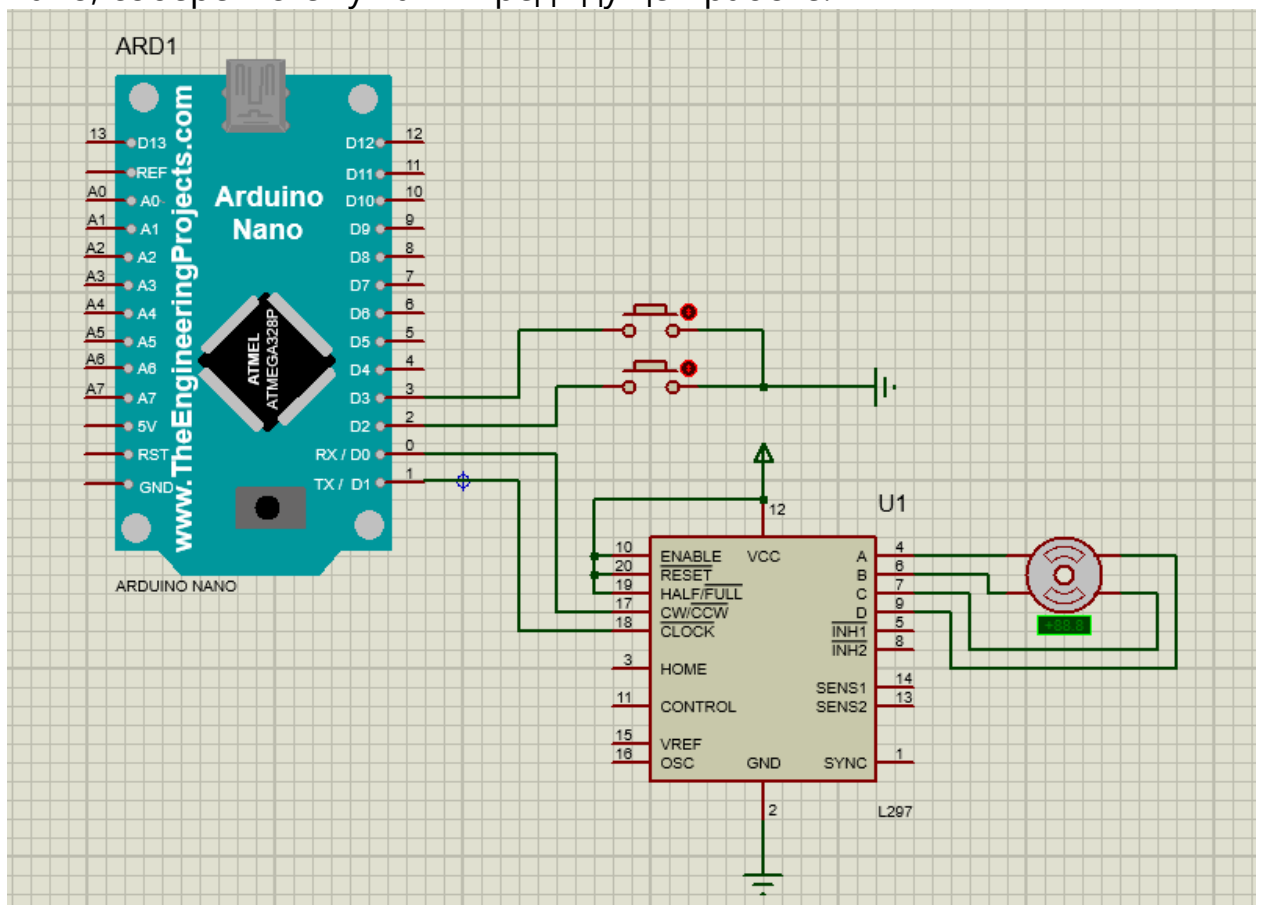 ARD1
www.TheEngineeringProjects.com
Arduino
Nano
ATMEL
ATMEGA328P
13 D13
REF
A0 A0
A1 A1
A2 A2
A3 A3
A4 A4
A5 A5
A6 A6
A7 A7
5V
RST
GND
D12 12
D11 11
D10 10
D9 9
D8 8
D7 7
D6 6
D5 5
D4 4
D3 3
D2 2
RX / D0 0
TX / D1 1
ARDUINO NANO
U1
12
VCC
10 ENABLE
20 RESET
19 HALF/FULL
17 CW/CCW
18 CLOCK
3 HOME
11 CONTROL
15 VREF
16 OSC
GND
2
A 4
B 6
C 7
D 9
INH1 5
INH2 8
SENS1 14
SENS2 13
SYNC 1
L297
+88.8